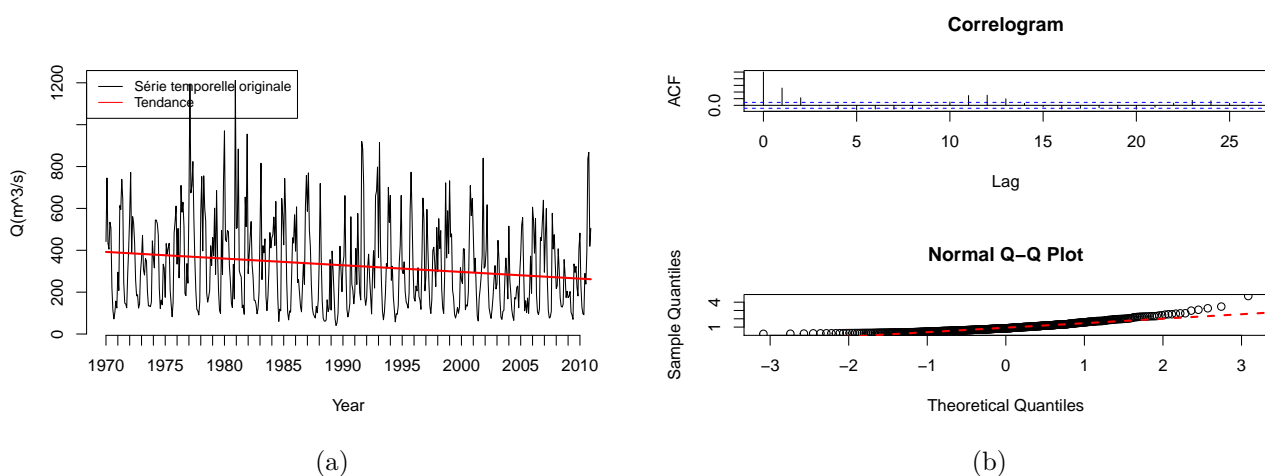 Série temporelle originale
Tendance
Q(m^3/s)
0 200 400 600 800 1200
1970 1975 1980 1985 1990 1995 2000 2005 2010
Year
(a)
Correlogram
ACF
0.0
0 5 10 15 20 25
Lag
Normal Q−Q Plot
Sample Quantiles
1 4
−3 −2 −1 0 1 2 3
Theoretical Quantiles
(b)